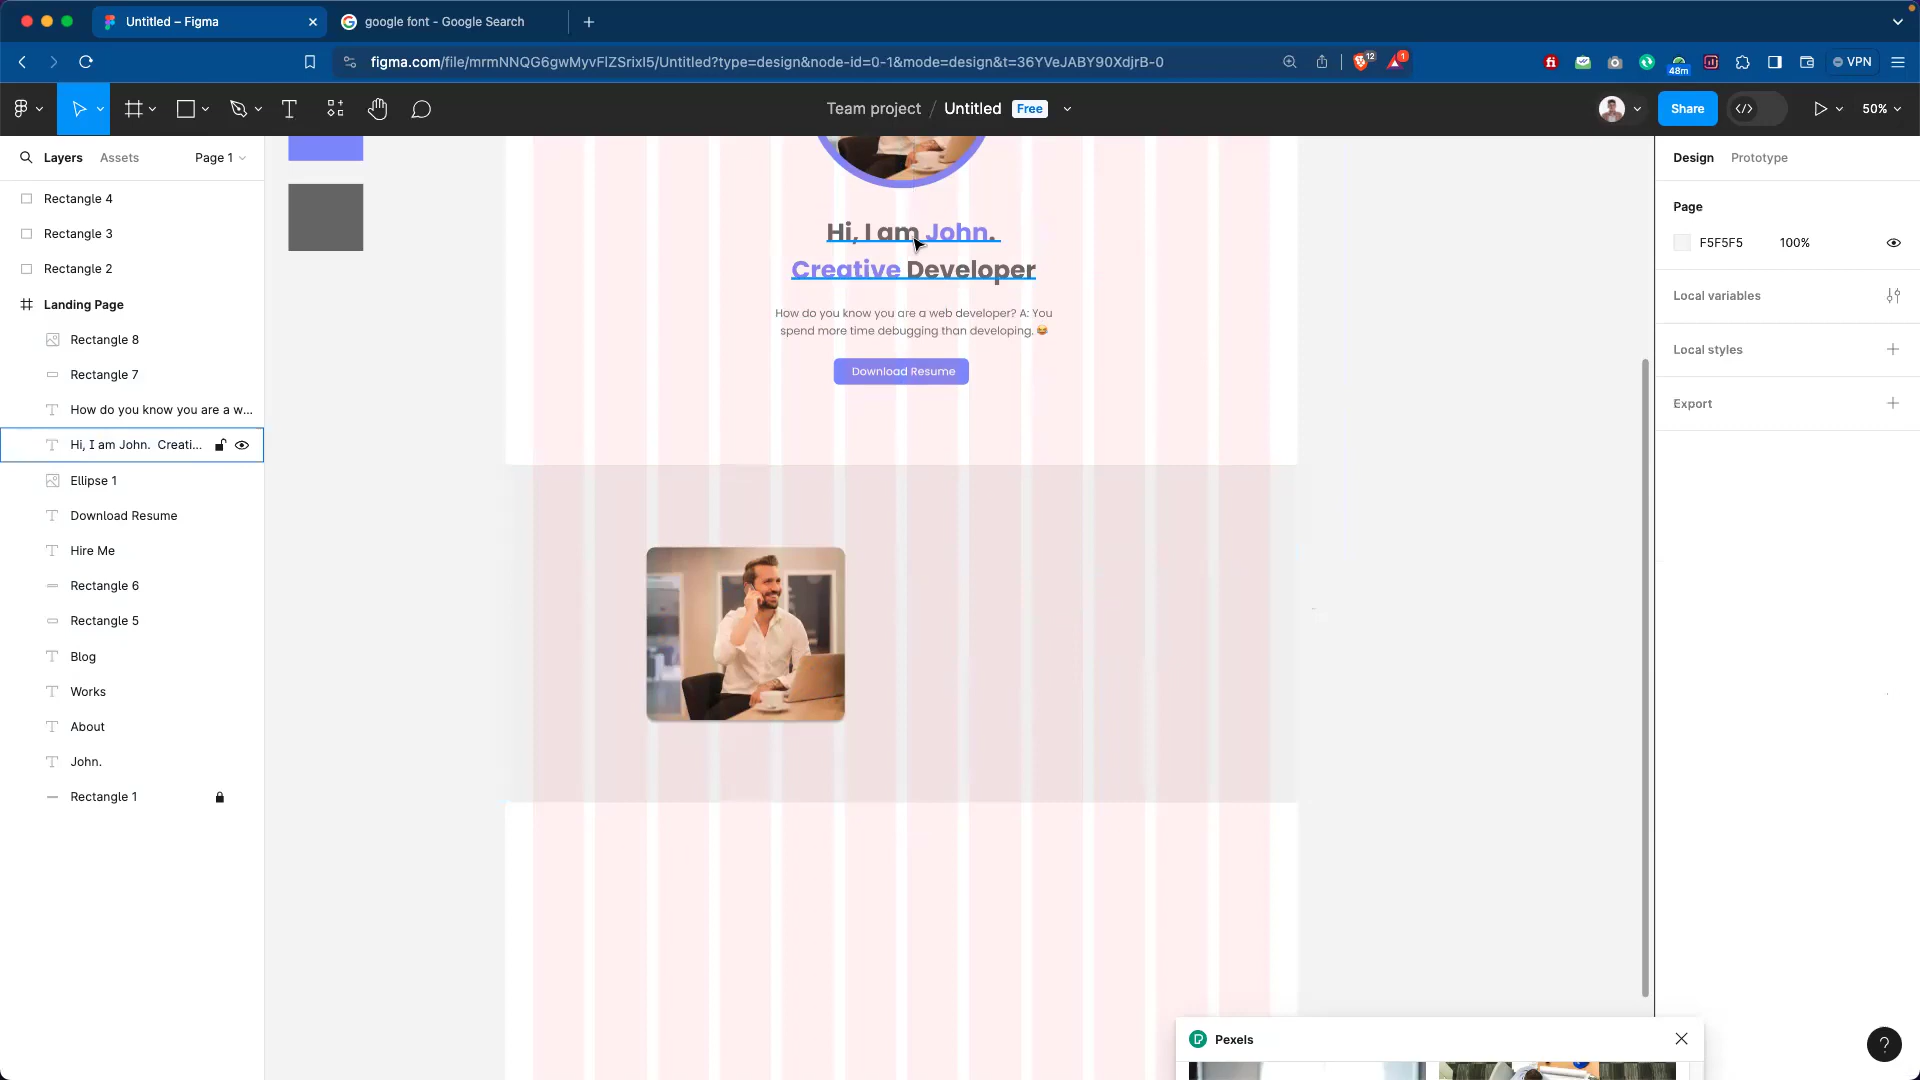 Untitled – Figma
google font - Google Search
figma.com/file/mrmNNQG6gwMyvFlZSrixI5/Untitled?type=design&node-id=0-1&mode=design&t=36YVeJABY90XdjrB-0
12
1
48m
VPN
Team project / Untitled Free
Share
50%
Layers
Assets
Page 1
Rectangle 4
Rectangle 3
Rectangle 2
Landing Page
Rectangle 8
Rectangle 7
How do you know you are a w...
Hi, I am John. Creati...
Ellipse 1
Download Resume
Hire Me
Rectangle 6
Rectangle 5
Blog
Works
About
John.
Rectangle 1
Hi, I am John.
Creative Developer
How do you know you are a web developer? A: You
spend more time debugging than developing. 😂
Download Resume
Pexels
Design
Prototype
Page
F5F5F5
100%
Local variables
Local styles
Export
?